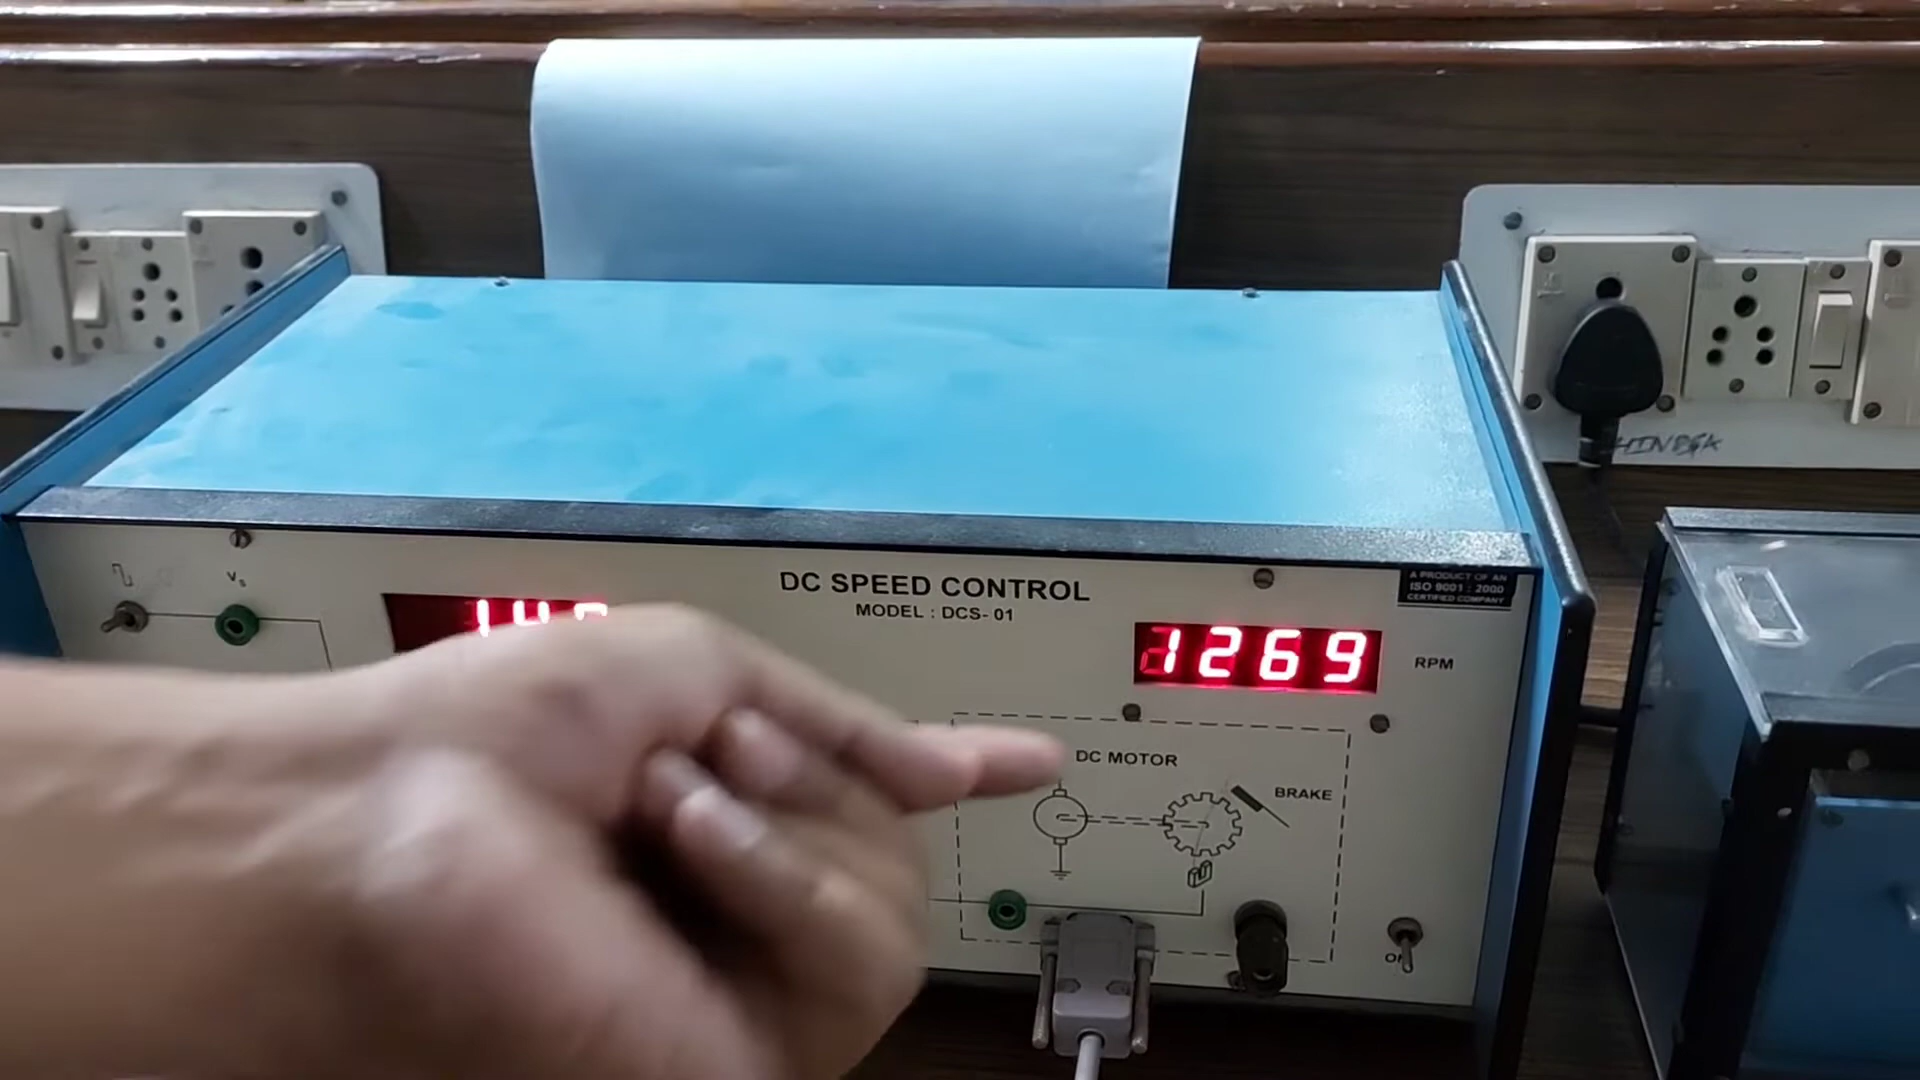 DC SPEED CONTROL
MODEL : DCS- 01
A PRODUCT OF AN
ISO 9001 : 2000
CERTIFIED COMPANY
Vs
1269
RPM
DC MOTOR
BRAKE